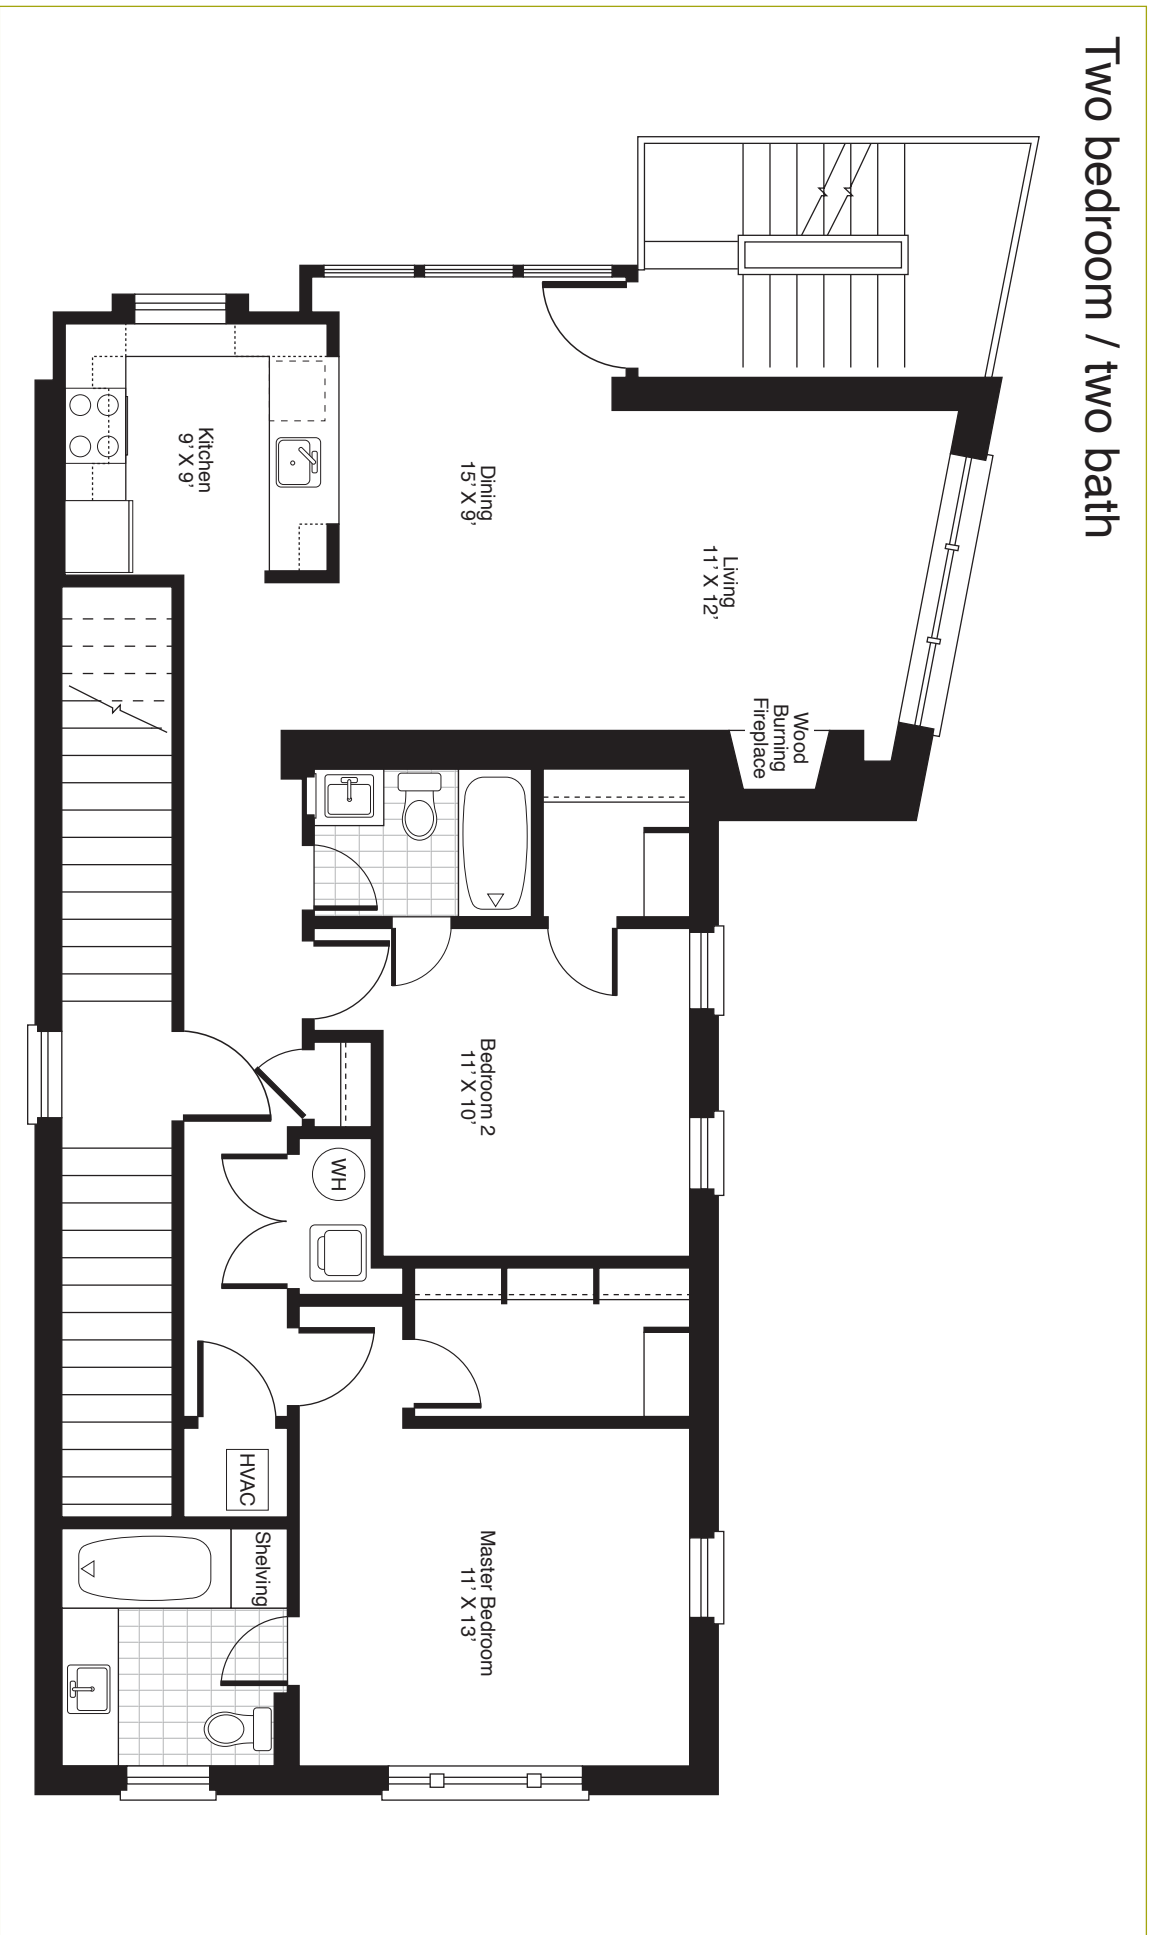 Two bedroom / two bath
Living
11’ X 12’
Wood
Burning
Fireplace
Dining
15’ X 9’
Kitchen
9’ X 9’
Bedroom 2
11’ X 10’
WH
HVAC
Shelving
Master Bedroom
11’ X 13’